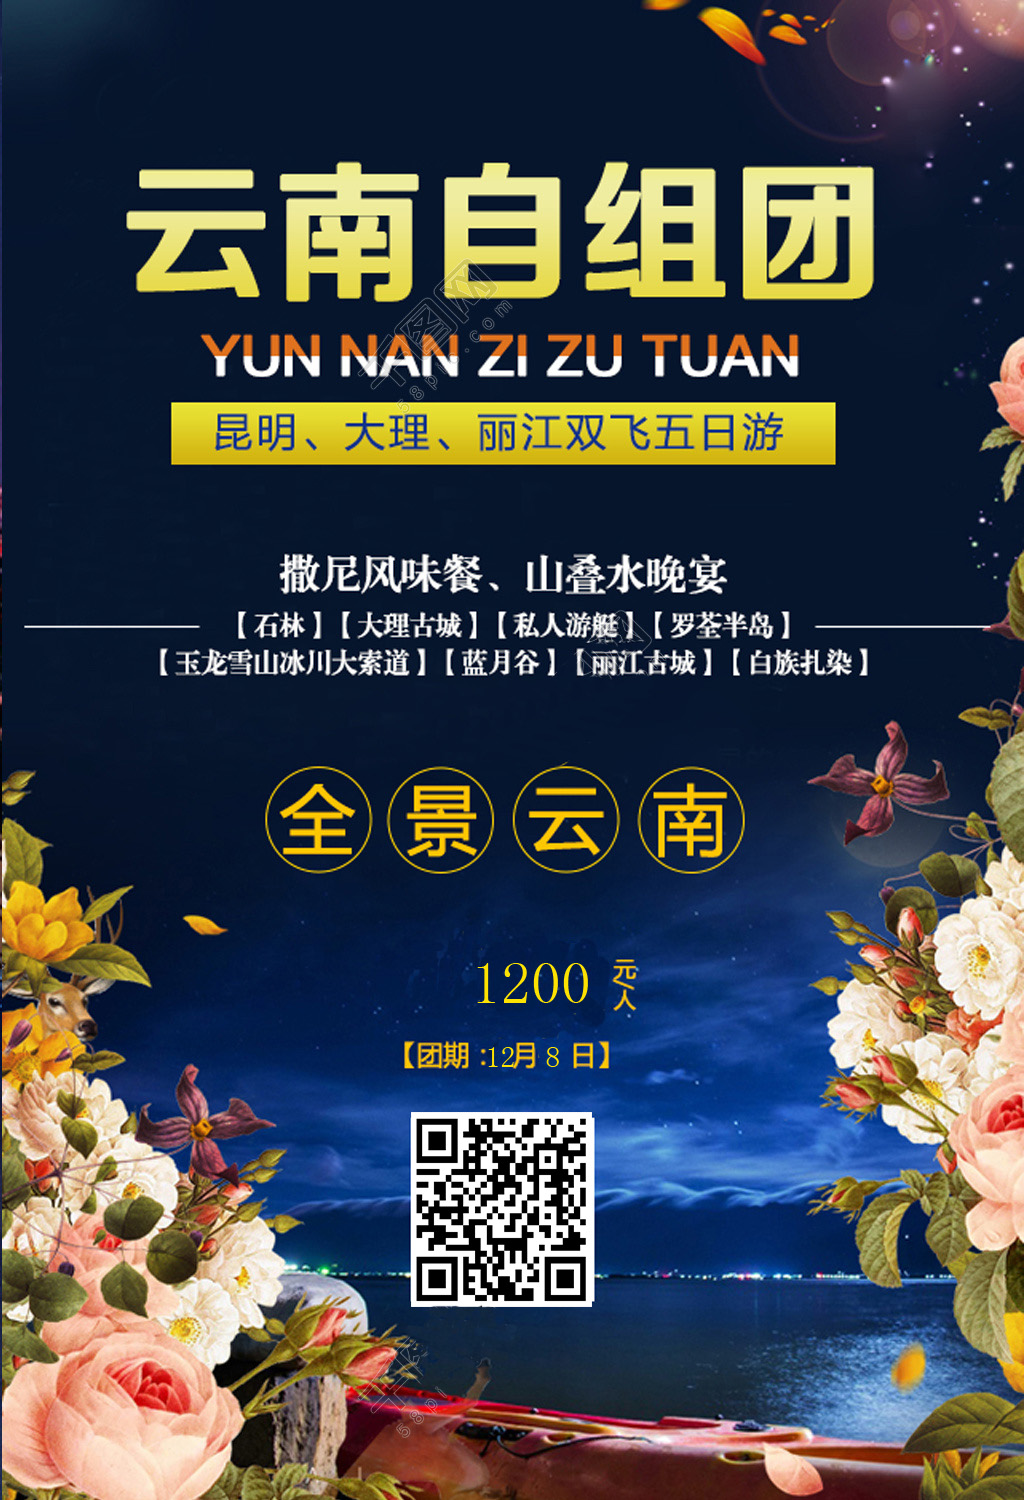 云南自组团
YUN NAN ZI ZU TUAN
昆明、大理、丽江双飞五日游
撒尼风味餐、山叠水晚宴
【石林】【大理古城】【私人游艇】【罗荃半岛】
【玉龙雪山冰川大索道】【蓝月谷】【丽江古城】【白族扎染】
全景云南
1200 元/人
【团期:12月 8 日】